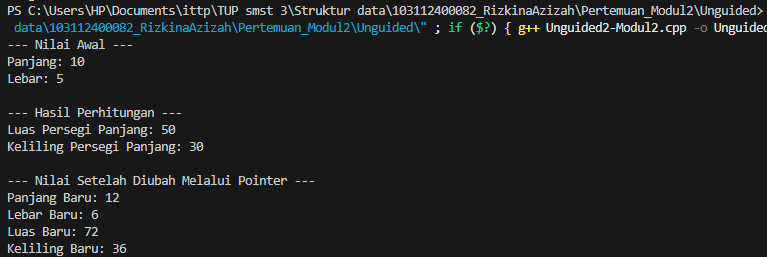 PS C:\Users\HP\Documents\ittp\TUP smst 3\Struktur data\103112400082_RizkinaAzizah\Pertemuan_Modul2\Unguided>
data\103112400082_RizkinaAzizah\Pertemuan_Modul2\Unguided\" ; if ($?) { g++ Unguided2-Modul2.cpp -o Unguided
--- Nilai Awal ---
Panjang: 10
Lebar: 5

--- Hasil Perhitungan ---
Luas Persegi Panjang: 50
Keliling Persegi Panjang: 30

--- Nilai Setelah Diubah Melalui Pointer ---
Panjang Baru: 12
Lebar Baru: 6
Luas Baru: 72
Keliling Baru: 36